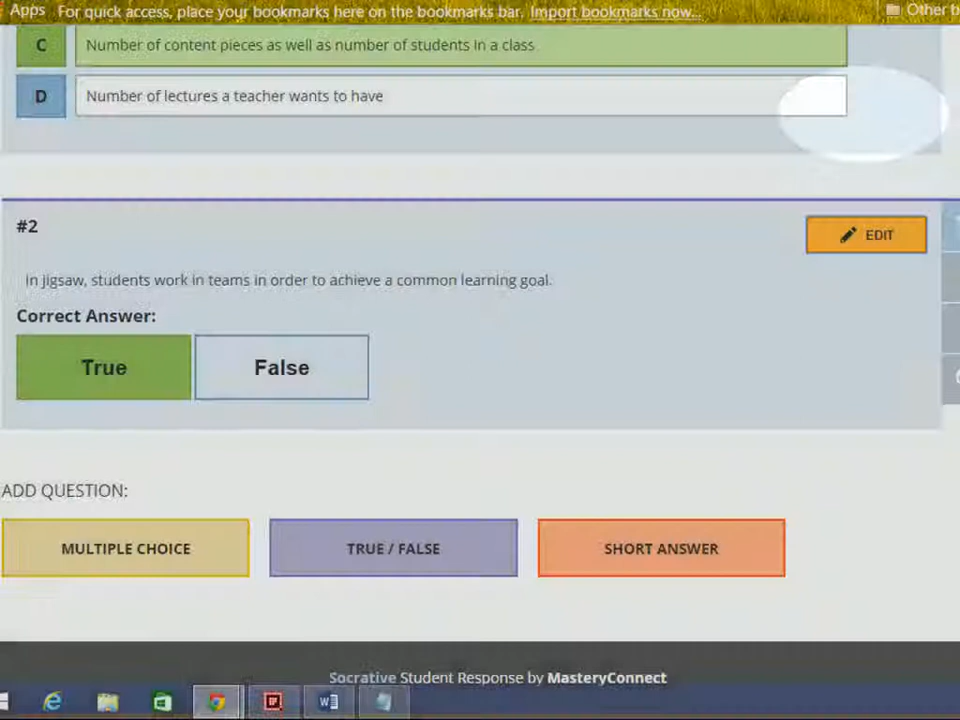 Apps For quick access, place your bookmarks here on the bookmarks bar. Import bookmarks now... Other b
C Number of content pieces as well as number of students in a class
D Number of lectures a teacher wants to have
#2
EDIT
In jigsaw, students work in teams in order to achieve a common learning goal.
Correct Answer:
True False
ADD QUESTION:
MULTIPLE CHOICE TRUE / FALSE SHORT ANSWER
Socrative Student Response by MasteryConnect